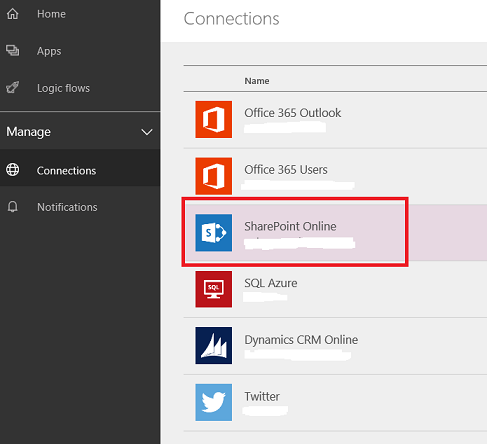 Home
Apps
Logic flows
Manage
Connections
Notifications
Connections
Name
Office 365 Outlook
Office 365 Users
SharePoint Online
SQL Azure
SQL
Dynamics CRM Online
Twitter